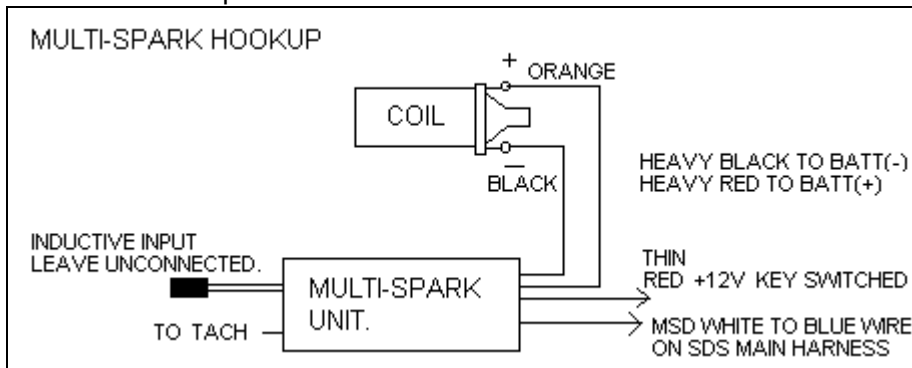 MULTI-SPARK HOOKUP
+
ORANGE
COIL
−
BLACK
HEAVY BLACK TO BATT(-)
HEAVY RED TO BATT(+)
INDUCTIVE INPUT
LEAVE UNCONNECTED.
MULTI-SPARK
UNIT.
TO TACH
THIN
RED +12V KEY SWITCHED
MSD WHITE TO BLUE WIRE
ON SDS MAIN HARNESS